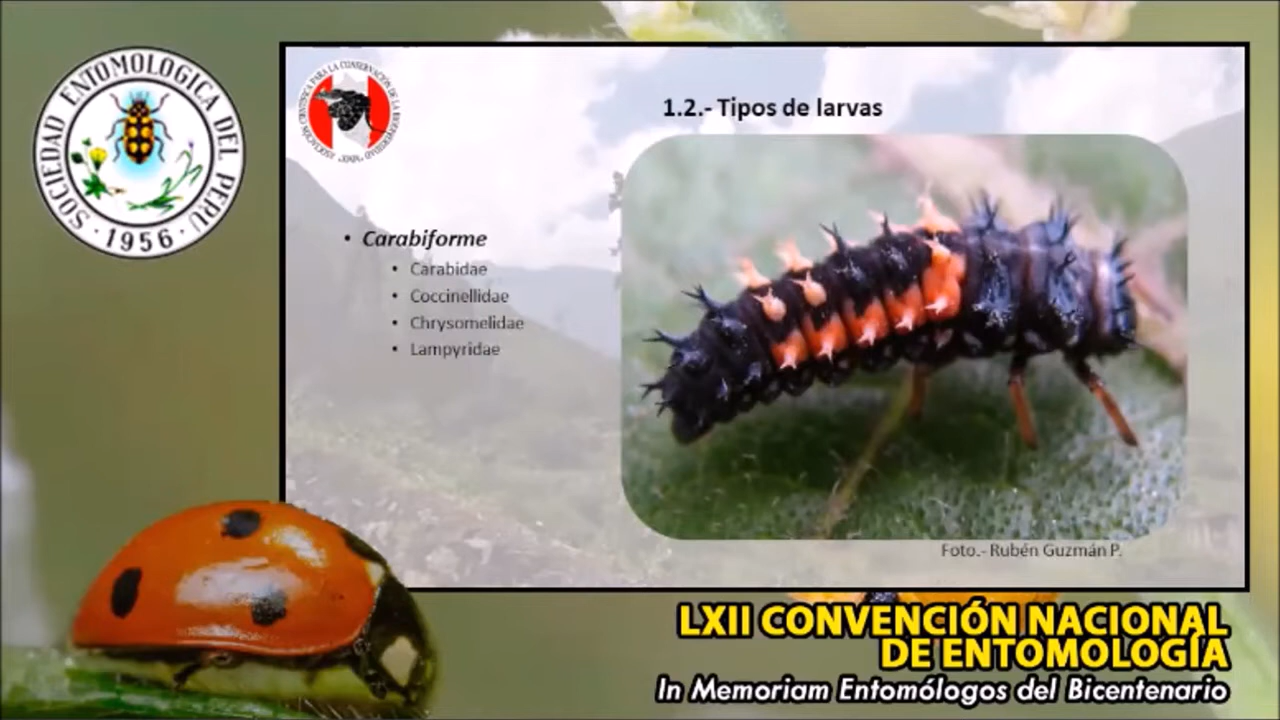 SOCIEDAD ENTOMOLOGICA DEL PERU
· 1956 ·
1.2.- Tipos de larvas
• Carabiforme
• Carabidae
• Coccinellidae
• Chrysomelidae
• Lampyridae
Foto.- Rubén Guzmán P.
LXII CONVENCIÓN NACIONAL
DE ENTOMOLOGÍA
In Memoriam Entomólogos del Bicentenario